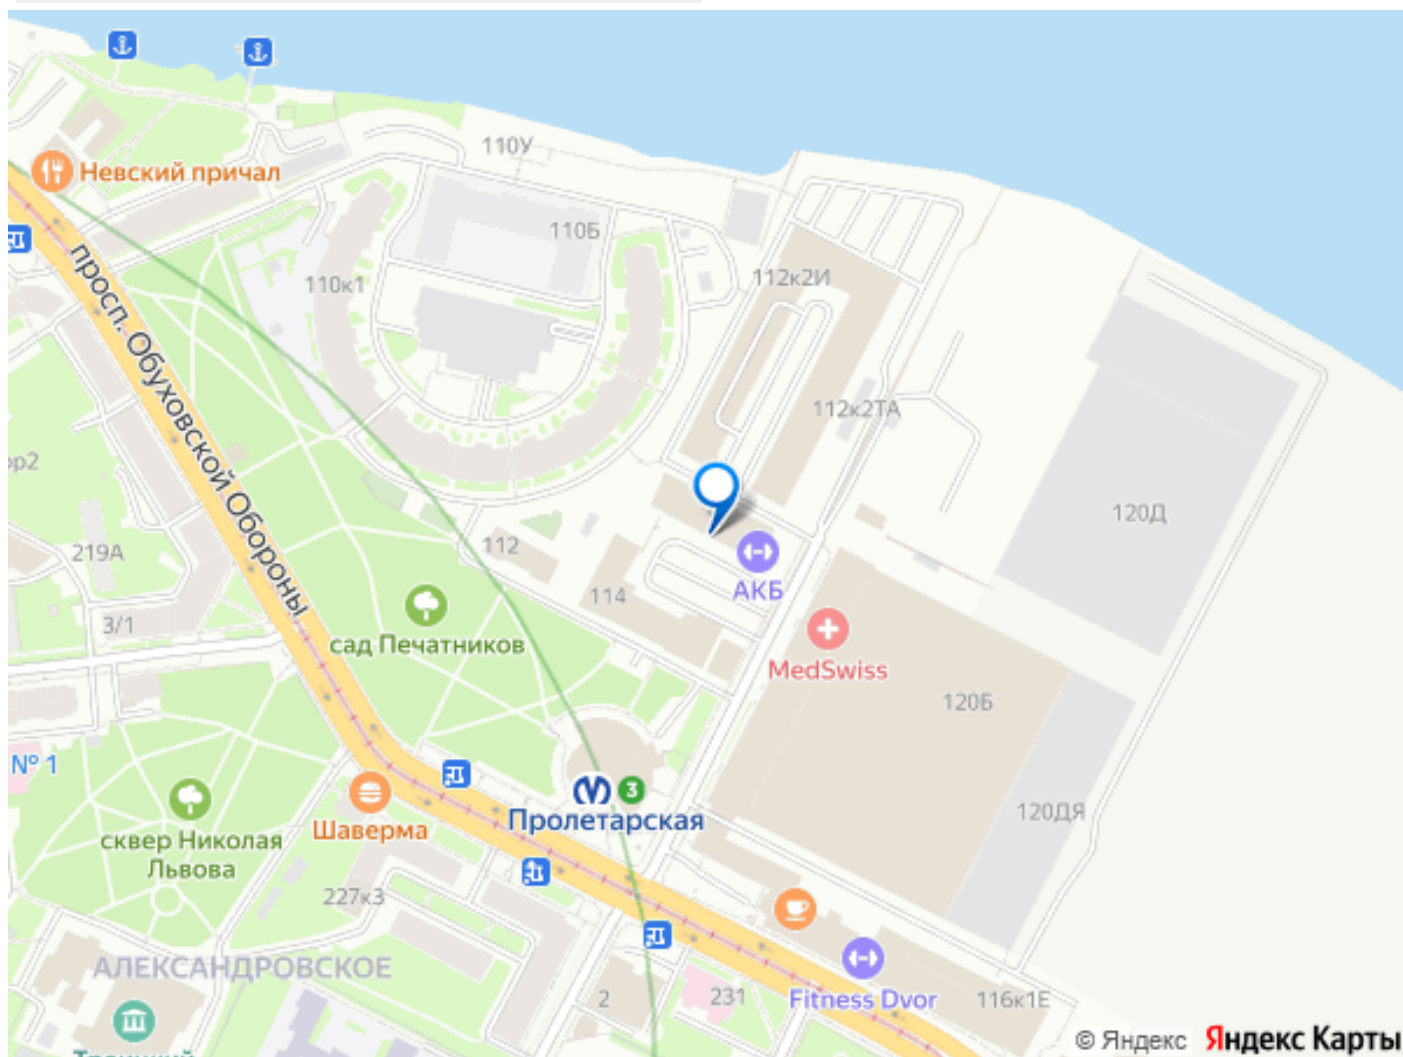 110У
Невский причал
110Б
110к1
112к2И
просп. Обуховской Обороны
112к2ТА
ор2
120Д
219А
112
АКБ
114
3/1
сад Печатников
MedSwiss
120Б
№ 1
3
Пролетарская
120ДЯ
Шаверма
сквер Николая
Львова
227к3
АЛЕКСАНДРОВСКОЕ
2
231
Fitness Dvor
116к1Е
Троицкий
© Яндекс Яндекс Карты